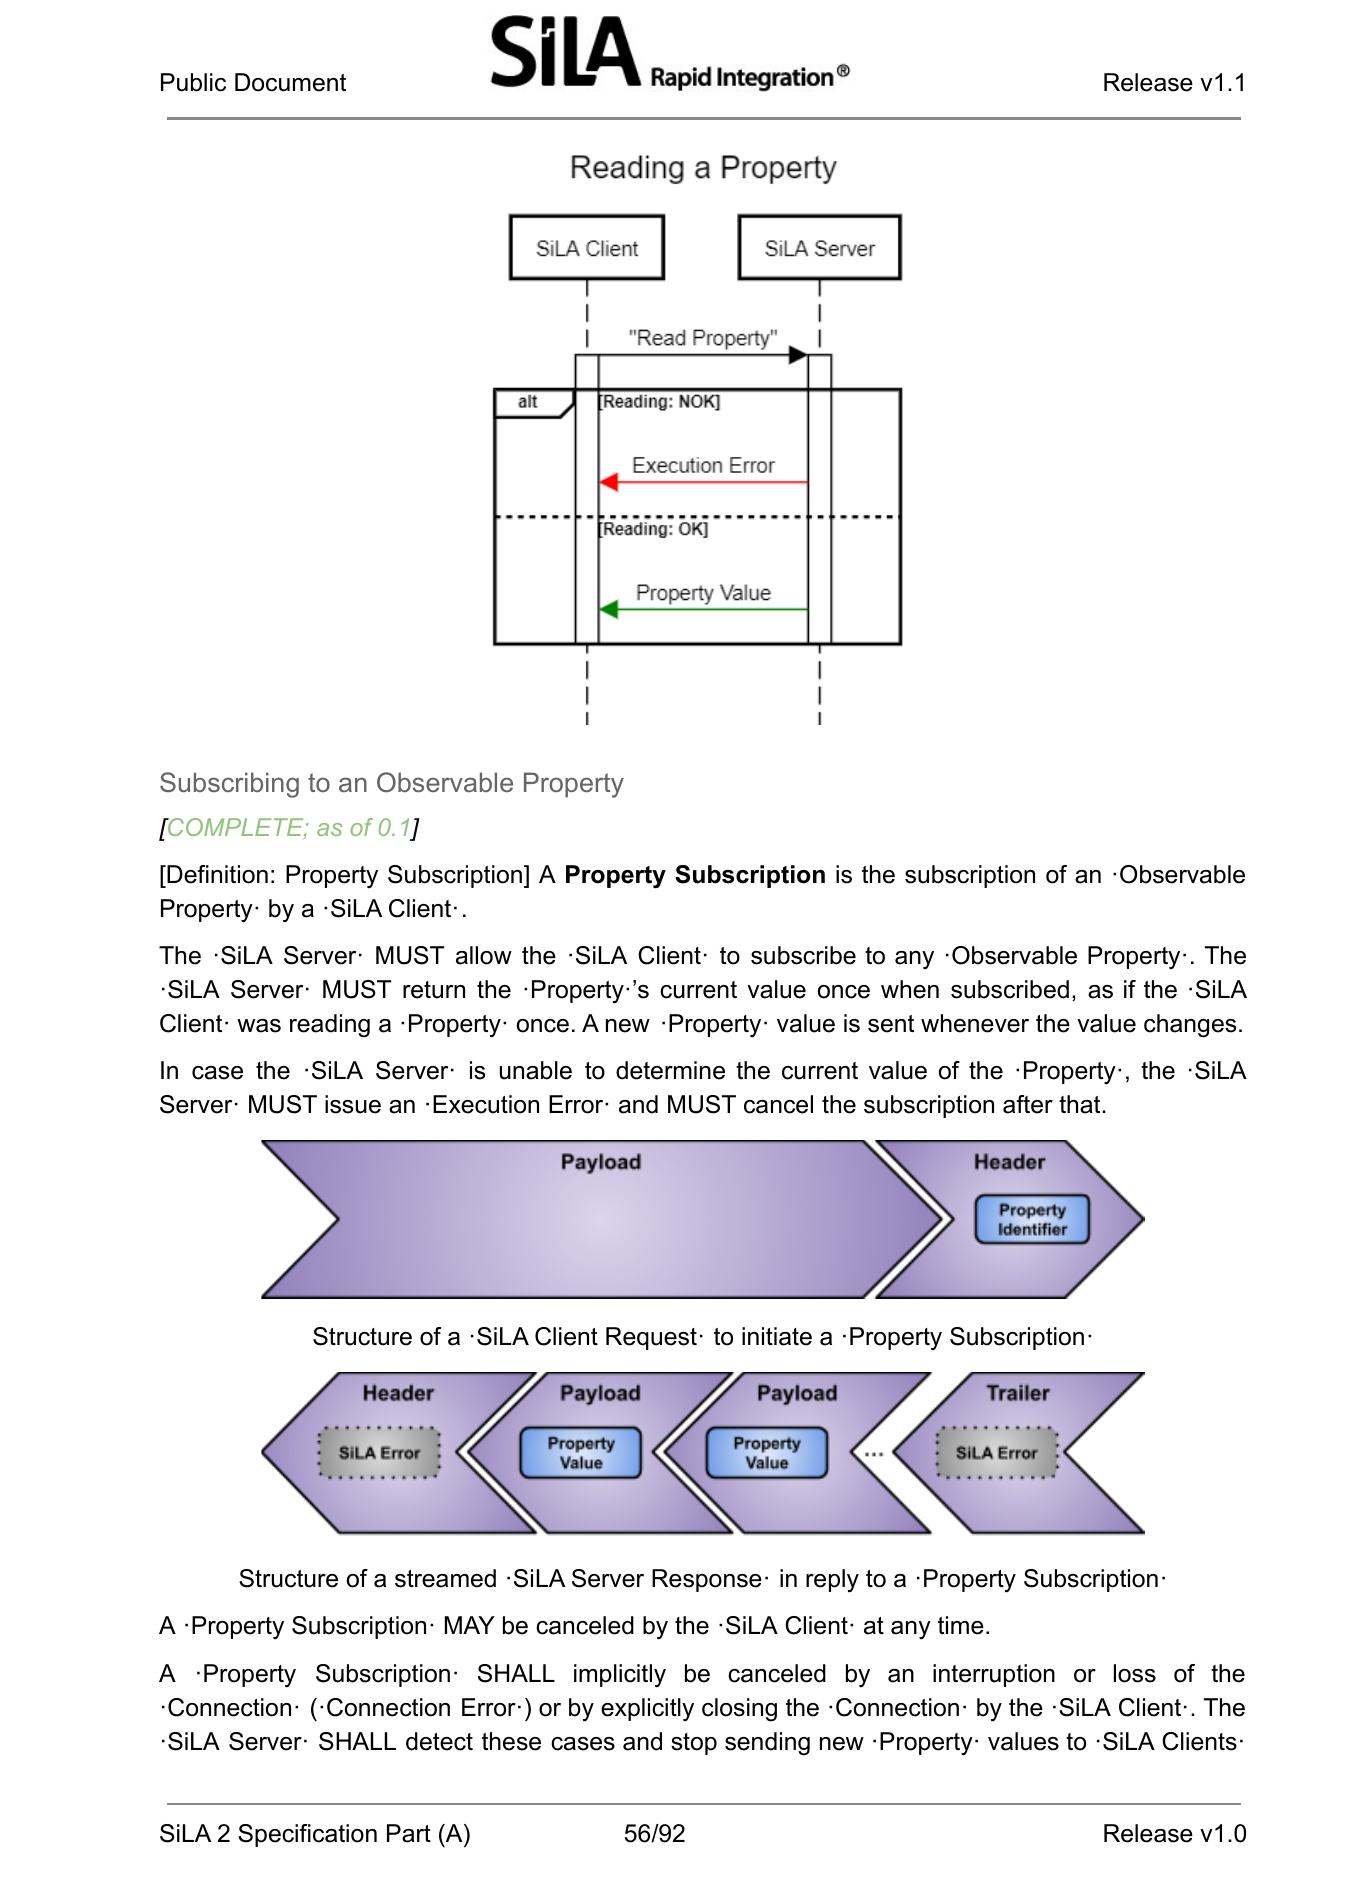 Public Document
SiLA Rapid Integration®
Release v1.1
Reading a Property
SiLA Client
SiLA Server
"Read Property"
alt
[Reading: NOK]
Execution Error
[Reading: OK]
Property Value
Subscribing to an Observable Property
[COMPLETE; as of 0.1]
[Definition: Property Subscription] A Property Subscription is the subscription of an ·Observable
Property· by a ·SiLA Client·.
The ·SiLA Server· MUST allow the ·SiLA Client· to subscribe to any ·Observable Property·. The
·SiLA Server· MUST return the ·Property·’s current value once when subscribed, as if the ·SiLA
Client· was reading a ·Property· once. A new ·Property· value is sent whenever the value changes.
In case the ·SiLA Server· is unable to determine the current value of the ·Property·, the ·SiLA
Server· MUST issue an ·Execution Error· and MUST cancel the subscription after that.
Payload
Header
Property
Identifier
Structure of a ·SiLA Client Request· to initiate a ·Property Subscription·
Header
Payload
Payload
Trailer
SiLA Error
Property
Value
Property
Value
...
SiLA Error
Structure of a streamed ·SiLA Server Response· in reply to a ·Property Subscription·
A ·Property Subscription· MAY be canceled by the ·SiLA Client· at any time.
A ·Property Subscription· SHALL implicitly be canceled by an interruption or loss of the
·Connection· (·Connection Error·) or by explicitly closing the ·Connection· by the ·SiLA Client·. The
·SiLA Server· SHALL detect these cases and stop sending new ·Property· values to ·SiLA Clients·
SiLA 2 Specification Part (A)
56/92
Release v1.0